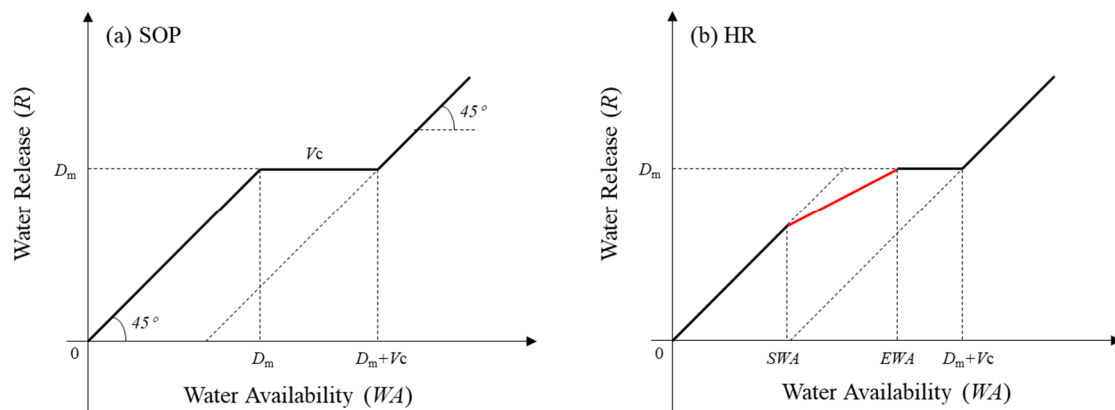 (a) SOP
Water Release (R)
45°
Vc
Dm
45°
0
Dm
Dm+Vc
Water Availability (WA)
(b) HR
Water Release (R)
Dm
0
SWA
EWA
Dm+Vc
Water Availability (WA)